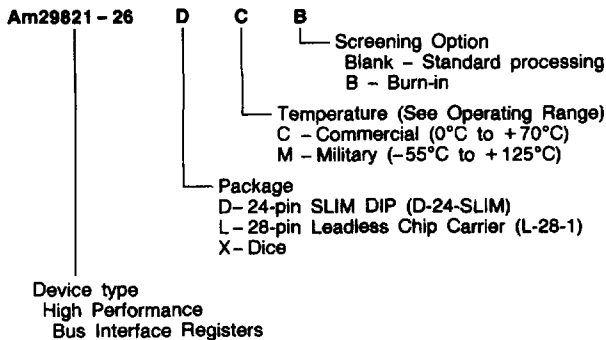 Am29821-26 D C B
Screening Option
Blank – Standard processing
B – Burn-in
Temperature (See Operating Range)
C – Commercial (0°C to +70°C)
M – Military (–55°C to +125°C)
Package
D – 24-pin SLIM DIP (D-24-SLIM)
L – 28-pin Leadless Chip Carrier (L-28-1)
X – Dice
Device type
High Performance
Bus Interface Registers